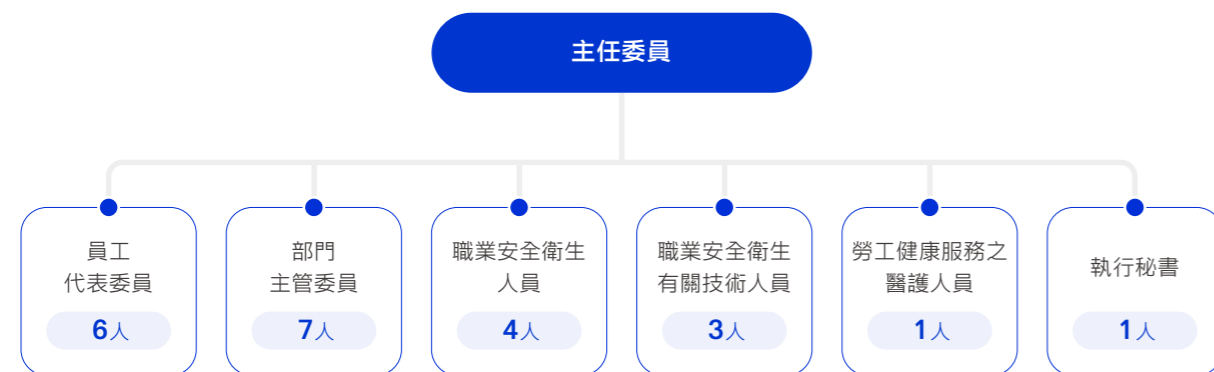 主任委員
員工
代表委員
6人
部門
主管委員
7人
職業安全衛生
人員
4人
職業安全衛生
有關技術人員
3人
勞工健康服務之
醫護人員
1人
執行秘書
1人